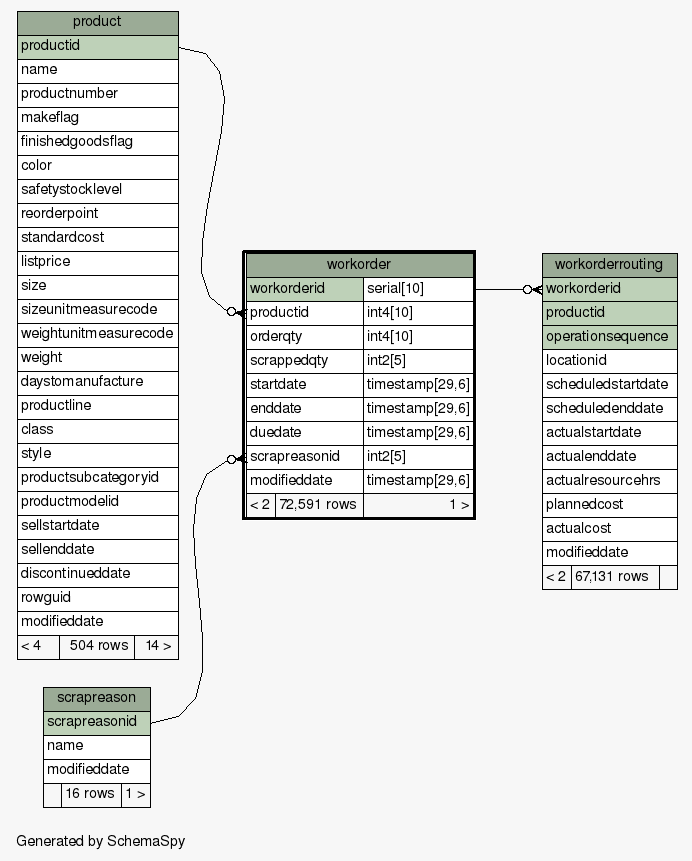 product
productid
name
productnumber
makeflag
finishedgoodsflag
color
safetystocklevel
reorderpoint
standardcost
listprice
size
sizeunitmeasurecode
weightunitmeasurecode
weight
daystomanufacture
productline
class
style
productsubcategoryid
productmodelid
sellstartdate
sellenddate
discontinueddate
rowguid
modifieddate
< 4 504 rows 14 >
workorder
workorderid serial[10]
productid int4[10]
orderqty int4[10]
scrappedqty int2[5]
startdate timestamp[29,6]
enddate timestamp[29,6]
duedate timestamp[29,6]
scrapreasonid int2[5]
modifieddate timestamp[29,6]
< 2 72,591 rows 1 >
workorderrouting
workorderid
productid
operationsequence
locationid
scheduledstartdate
scheduledenddate
actualstartdate
actualenddate
actualresourcehrs
plannedcost
actualcost
modifieddate
< 2 67,131 rows
scrapreason
scrapreasonid
name
modifieddate
16 rows 1 >
Generated by SchemaSpy